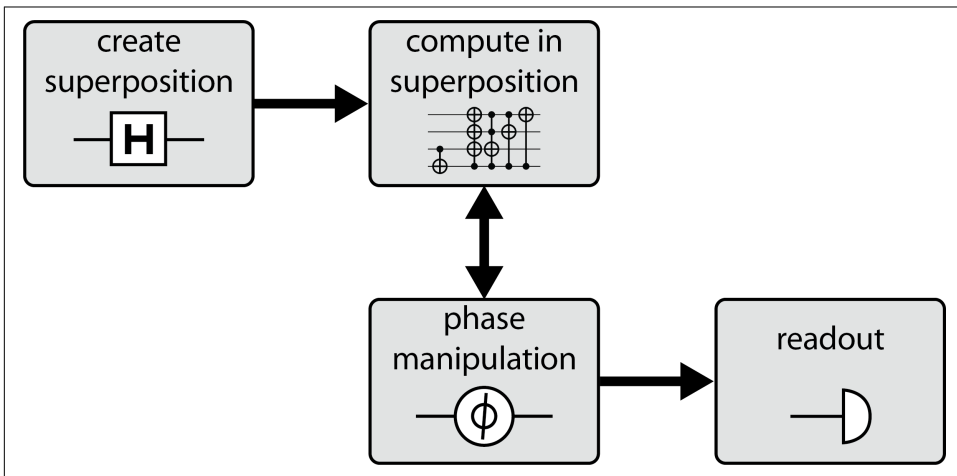 create
superposition
H
compute in
superposition
phase
manipulation
ϕ
readout